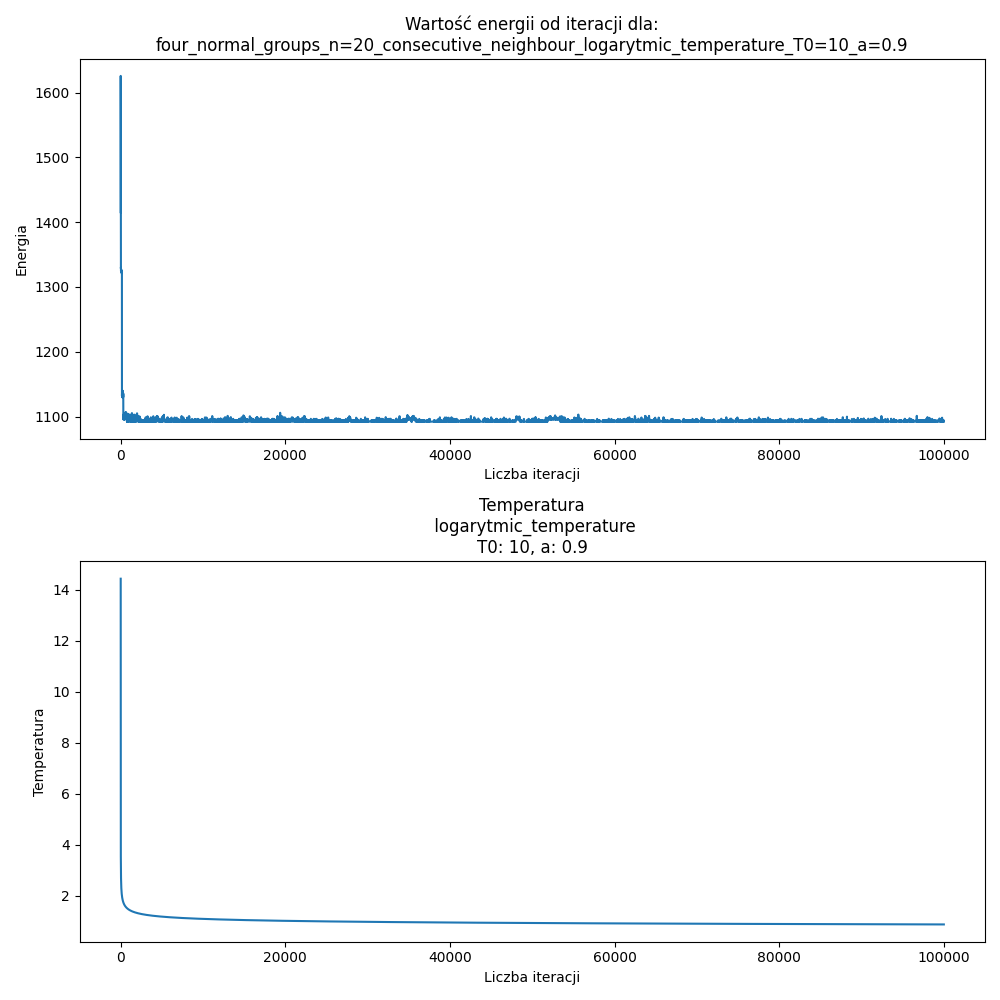 Wartość energii od iteracji dla:
four_normal_groups_n=20_consecutive_neighbour_logarytmic_temperature_T0=10_a=0.9
1600
1500
1400
1300
1200
1100
Energia
0 20000 40000 60000 80000 100000
Liczba iteracji
Temperatura
logarytmic_temperature
T0: 10, a: 0.9
14
12
10
8
6
4
2
Temperatura
0 20000 40000 60000 80000 100000
Liczba iteracji